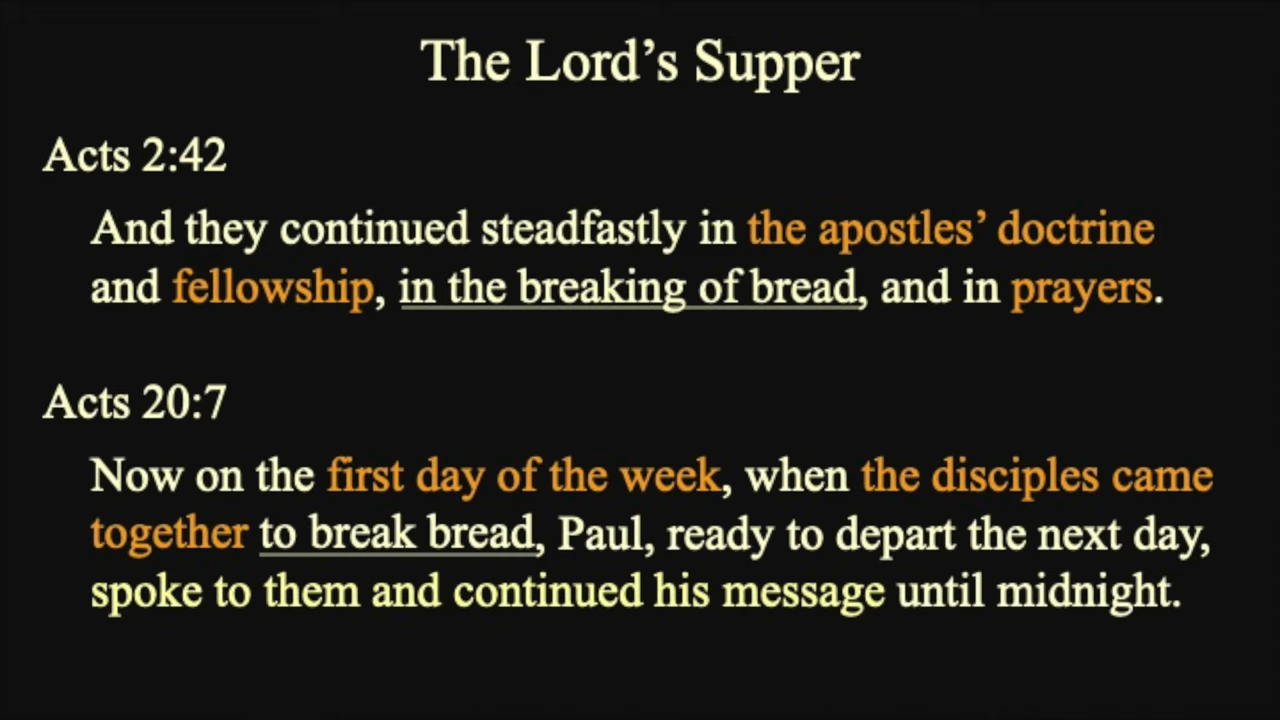 The Lord’s Supper
Acts 2:42
And they continued steadfastly in the apostles’ doctrine
and fellowship, in the breaking of bread, and in prayers.
Acts 20:7
Now on the first day of the week, when the disciples came
together to break bread, Paul, ready to depart the next day,
spoke to them and continued his message until midnight.